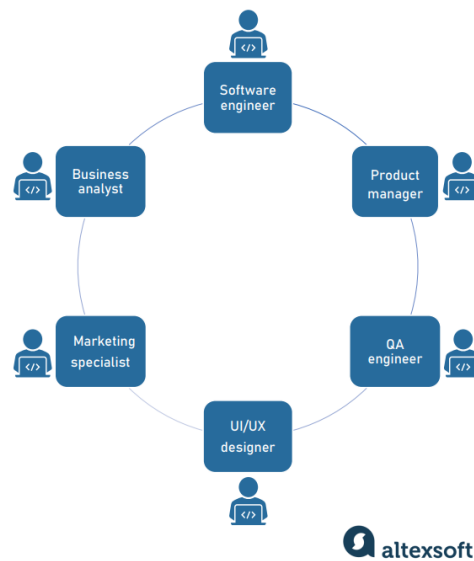 </>
Software
engineer
</>
Business
analyst
Product
manager
</>
</>
Marketing
specialist
QA
engineer
</>
UI/UX
designer
</>
altexsoft